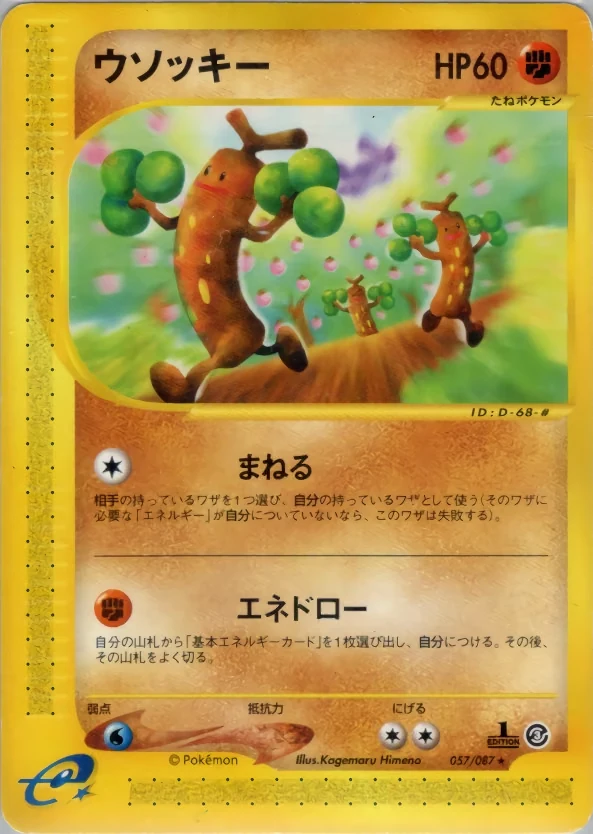 ウソッキー
HP60
たねポケモン
ID:D-68-#
まねる
相手の持っているワザを1つ選び、自分の持っているワザとして使う(そのワザに
必要な「エネルギー」が自分についていないなら、このワザは失敗する)。
エネドロー
自分の山札から「基本エネルギーカード」を1枚選び出し、自分につける。その後、
その山札をよく切る。
弱点 抵抗力 にげる
1
EDITION
© Pokémon Illus.Kagemaru Himeno 057/087 ★
e